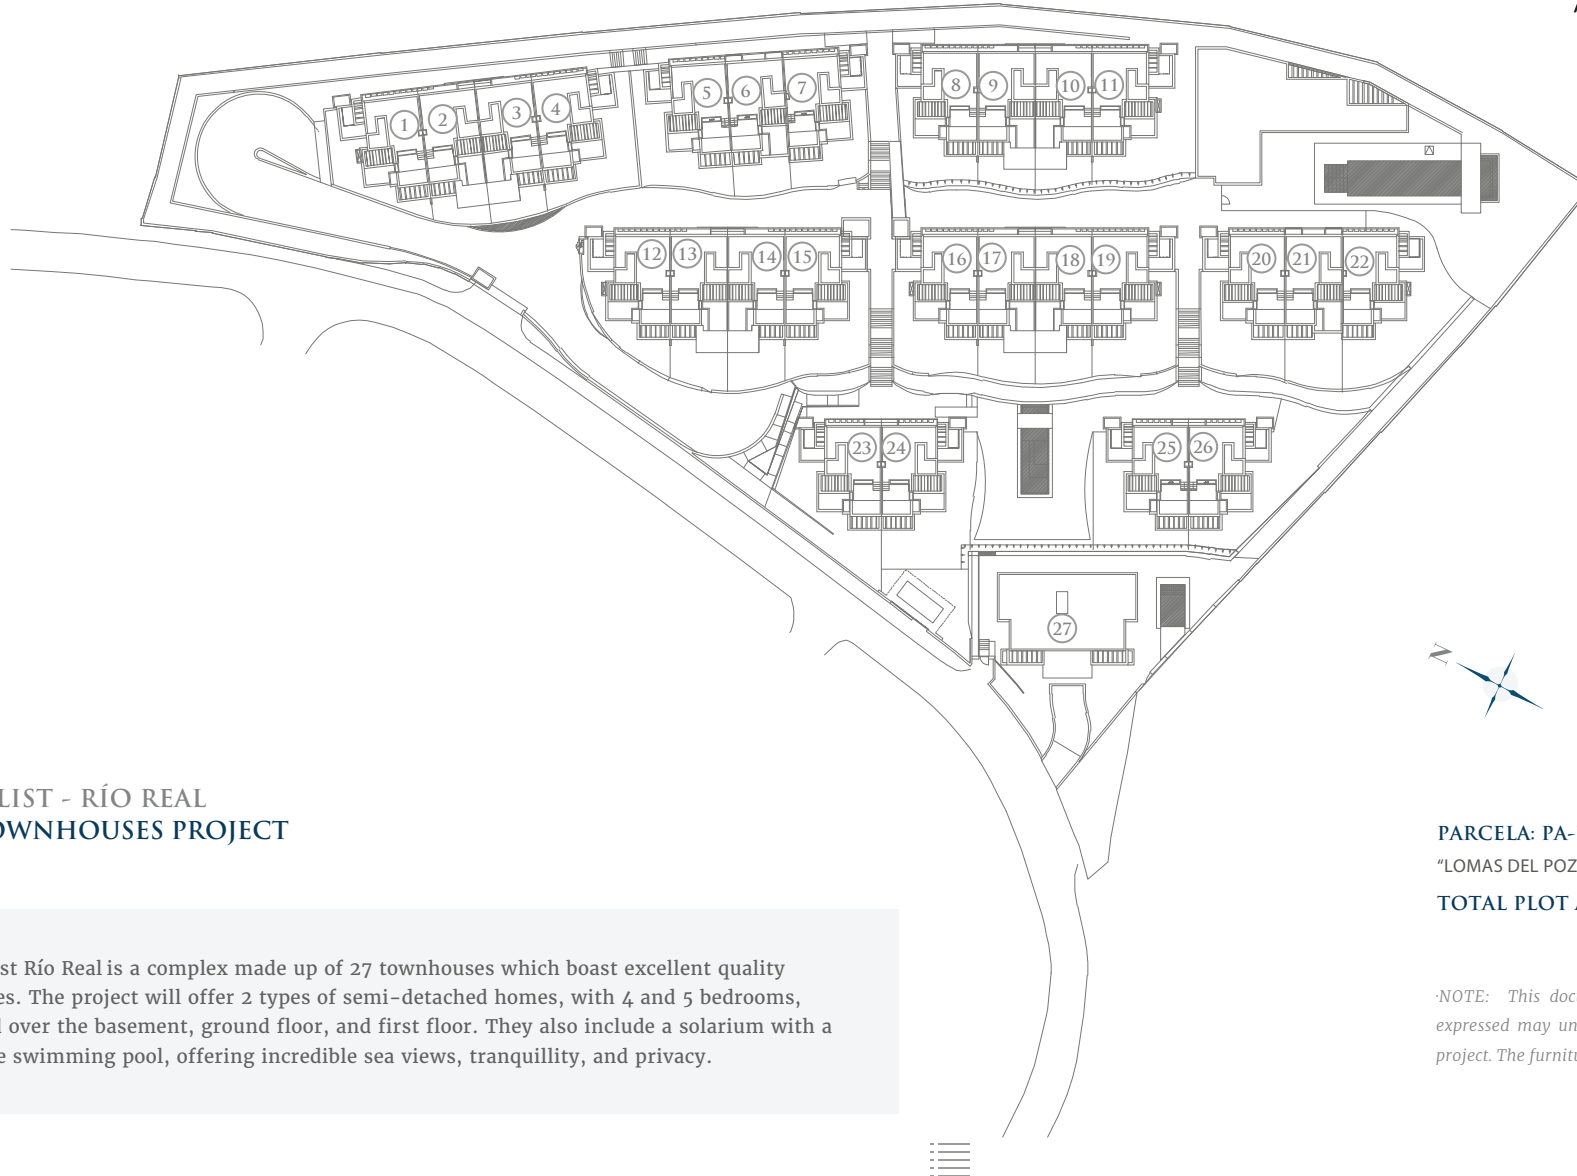 1
2
3
4
5
6
7
8
9
10
11
12
13
14
15
16
17
18
19
20
21
22
23
24
25
26
27
N
LIST - RÍO REAL
OWNHOUSES PROJECT
st Río Real is a complex made up of 27 townhouses which boast excellent quality
es. The project will offer 2 types of semi-detached homes, with 4 and 5 bedrooms,
over the basement, ground floor, and first floor. They also include a solarium with a
e swimming pool, offering incredible sea views, tranquillity, and privacy.
PARCELA: PA-
"LOMAS DEL POZ
TOTAL PLOT
·NOTE: This doc
expressed may un
project. The furnitu